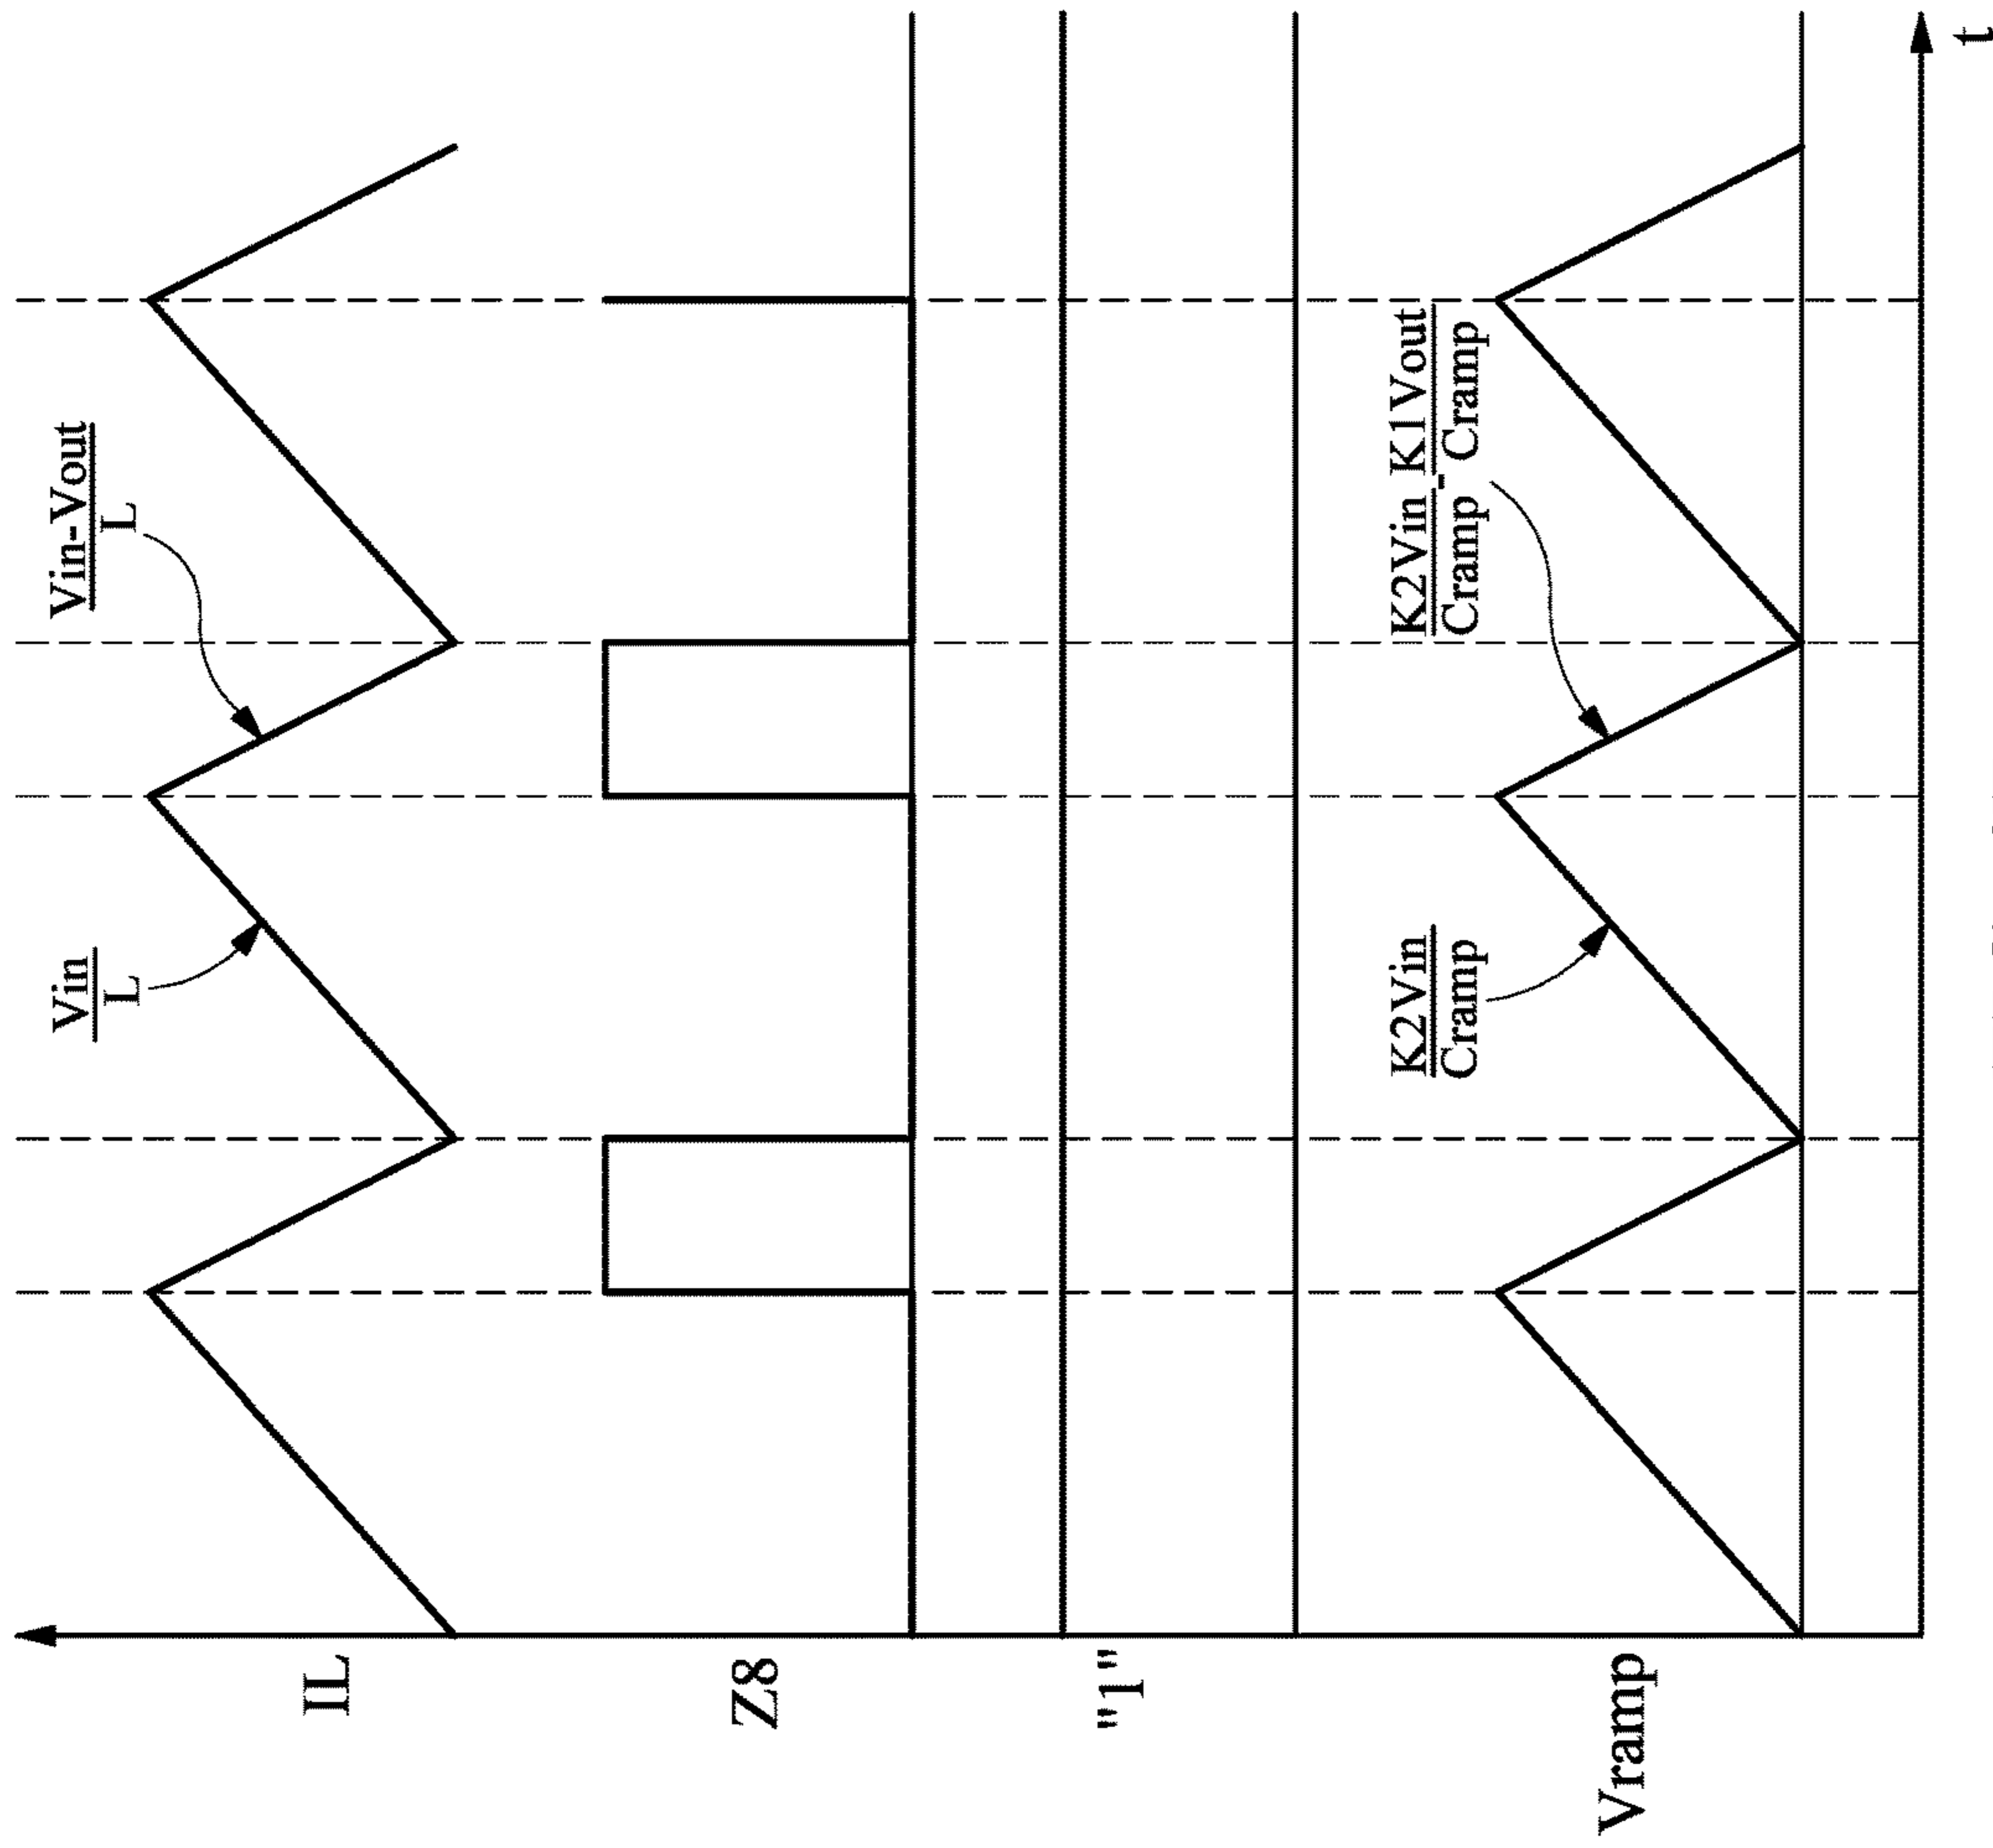 IL
Vin
L
Vin-Vout
L
Z8
"1"
Vramp
K2Vin
Cramp
K2Vin - K1Vout
Cramp Cramp
t